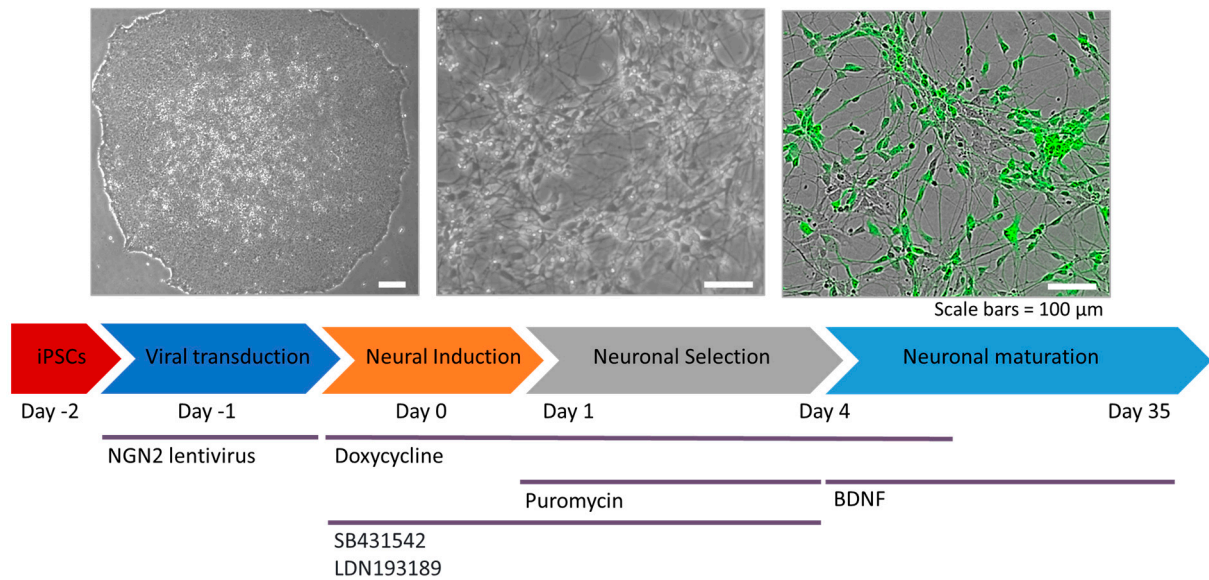 Scale bars = 100 µm
iPSCs
Viral transduction
Neural Induction
Neuronal Selection
Neuronal maturation
Day -2
Day -1
Day 0
Day 1
Day 4
Day 35
NGN2 lentivirus
Doxycycline
Puromycin
BDNF
SB431542
LDN193189